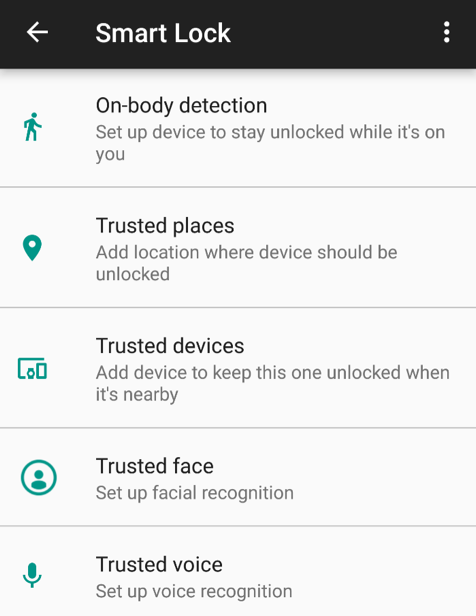 Smart Lock
On-body detection
Set up device to stay unlocked while it's on
you
Trusted places
Add location where device should be
unlocked
Trusted devices
Add device to keep this one unlocked when
it's nearby
Trusted face
Set up facial recognition
Trusted voice
Set up voice recognition